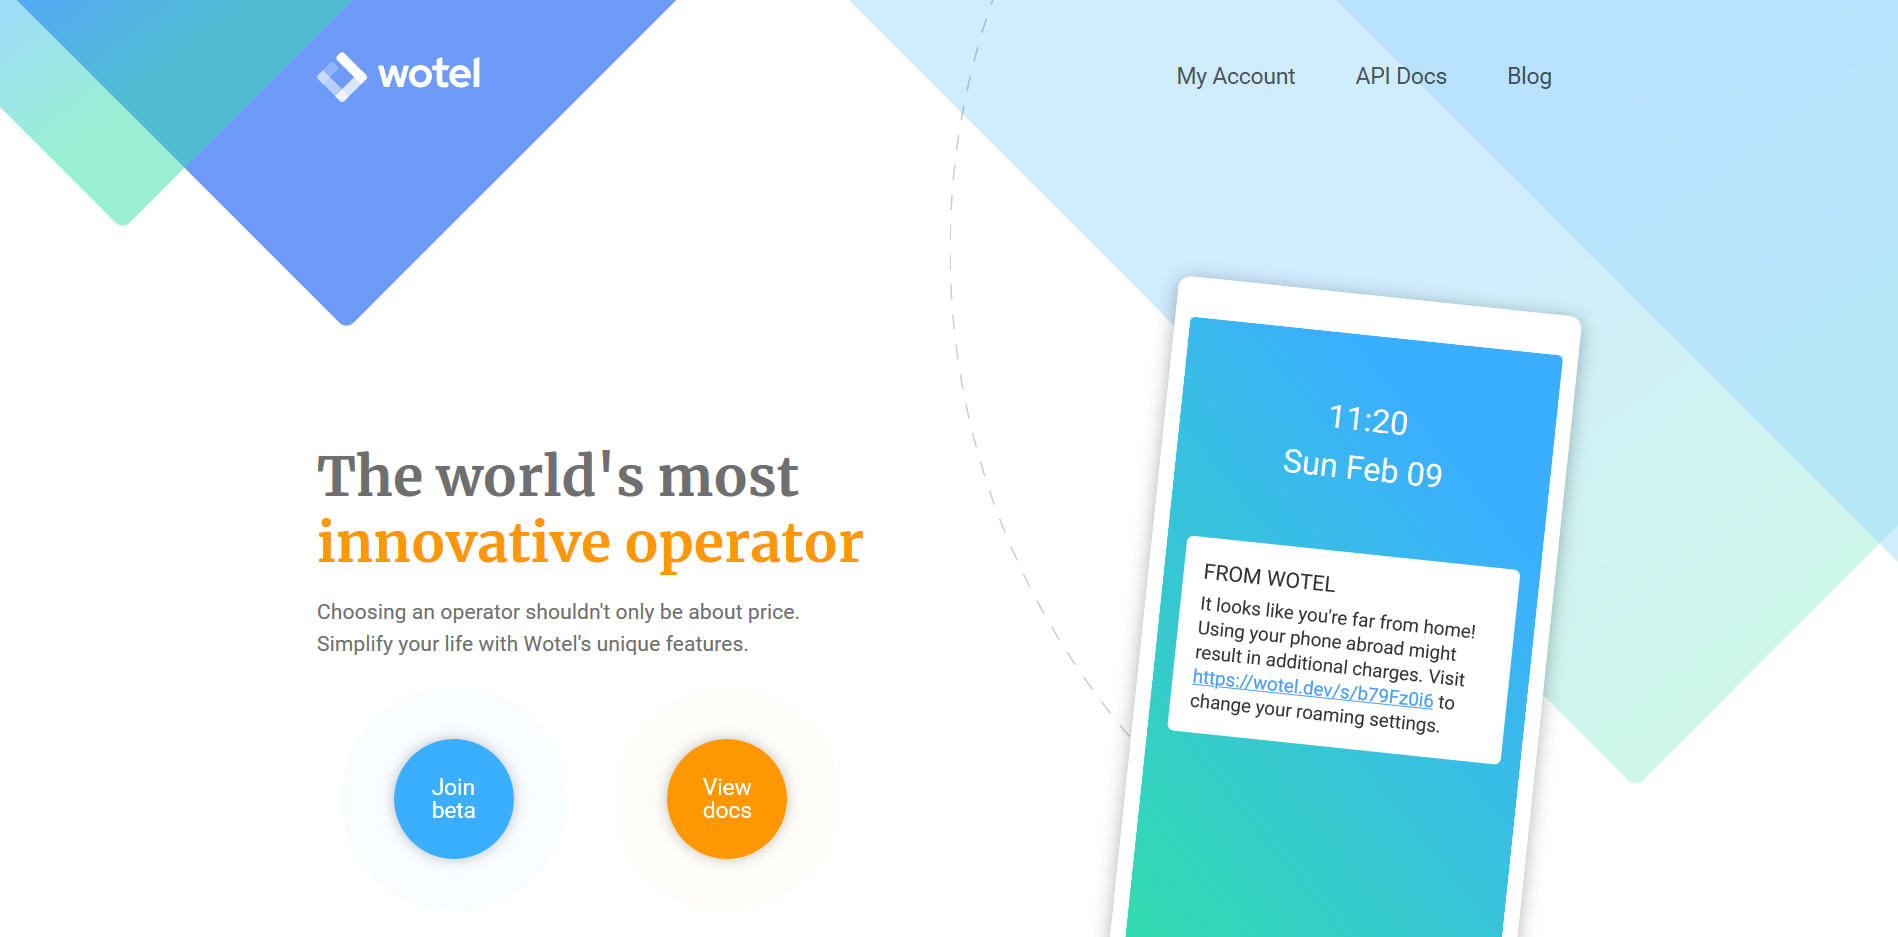 wotel
My Account
API Docs
Blog
The world's most
innovative operator
Choosing an operator shouldn't only be about price.
Simplify your life with Wotel's unique features.
Join
beta
View
docs
11:20
Sun Feb 09
FROM WOTEL
It looks like you're far from home!
Using your phone abroad might
result in additional charges. Visit
https://wotel.dev/s/b79Fz0i6 to
change your roaming settings.